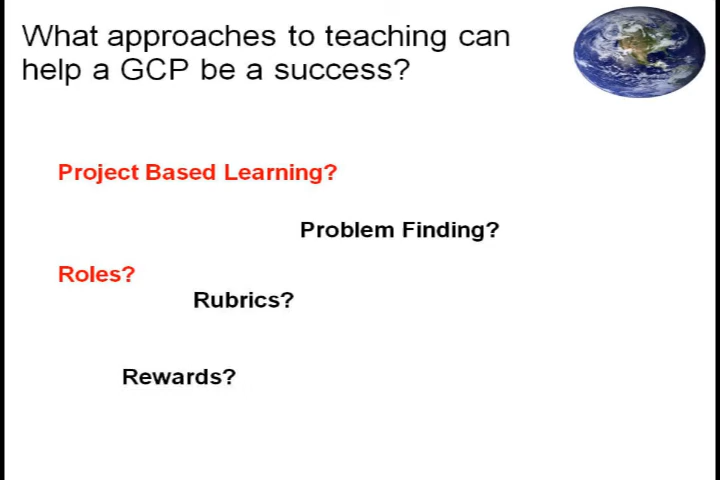 What approaches to teaching can
help a GCP be a success?
Project Based Learning?
Problem Finding?
Roles?
Rubrics?
Rewards?